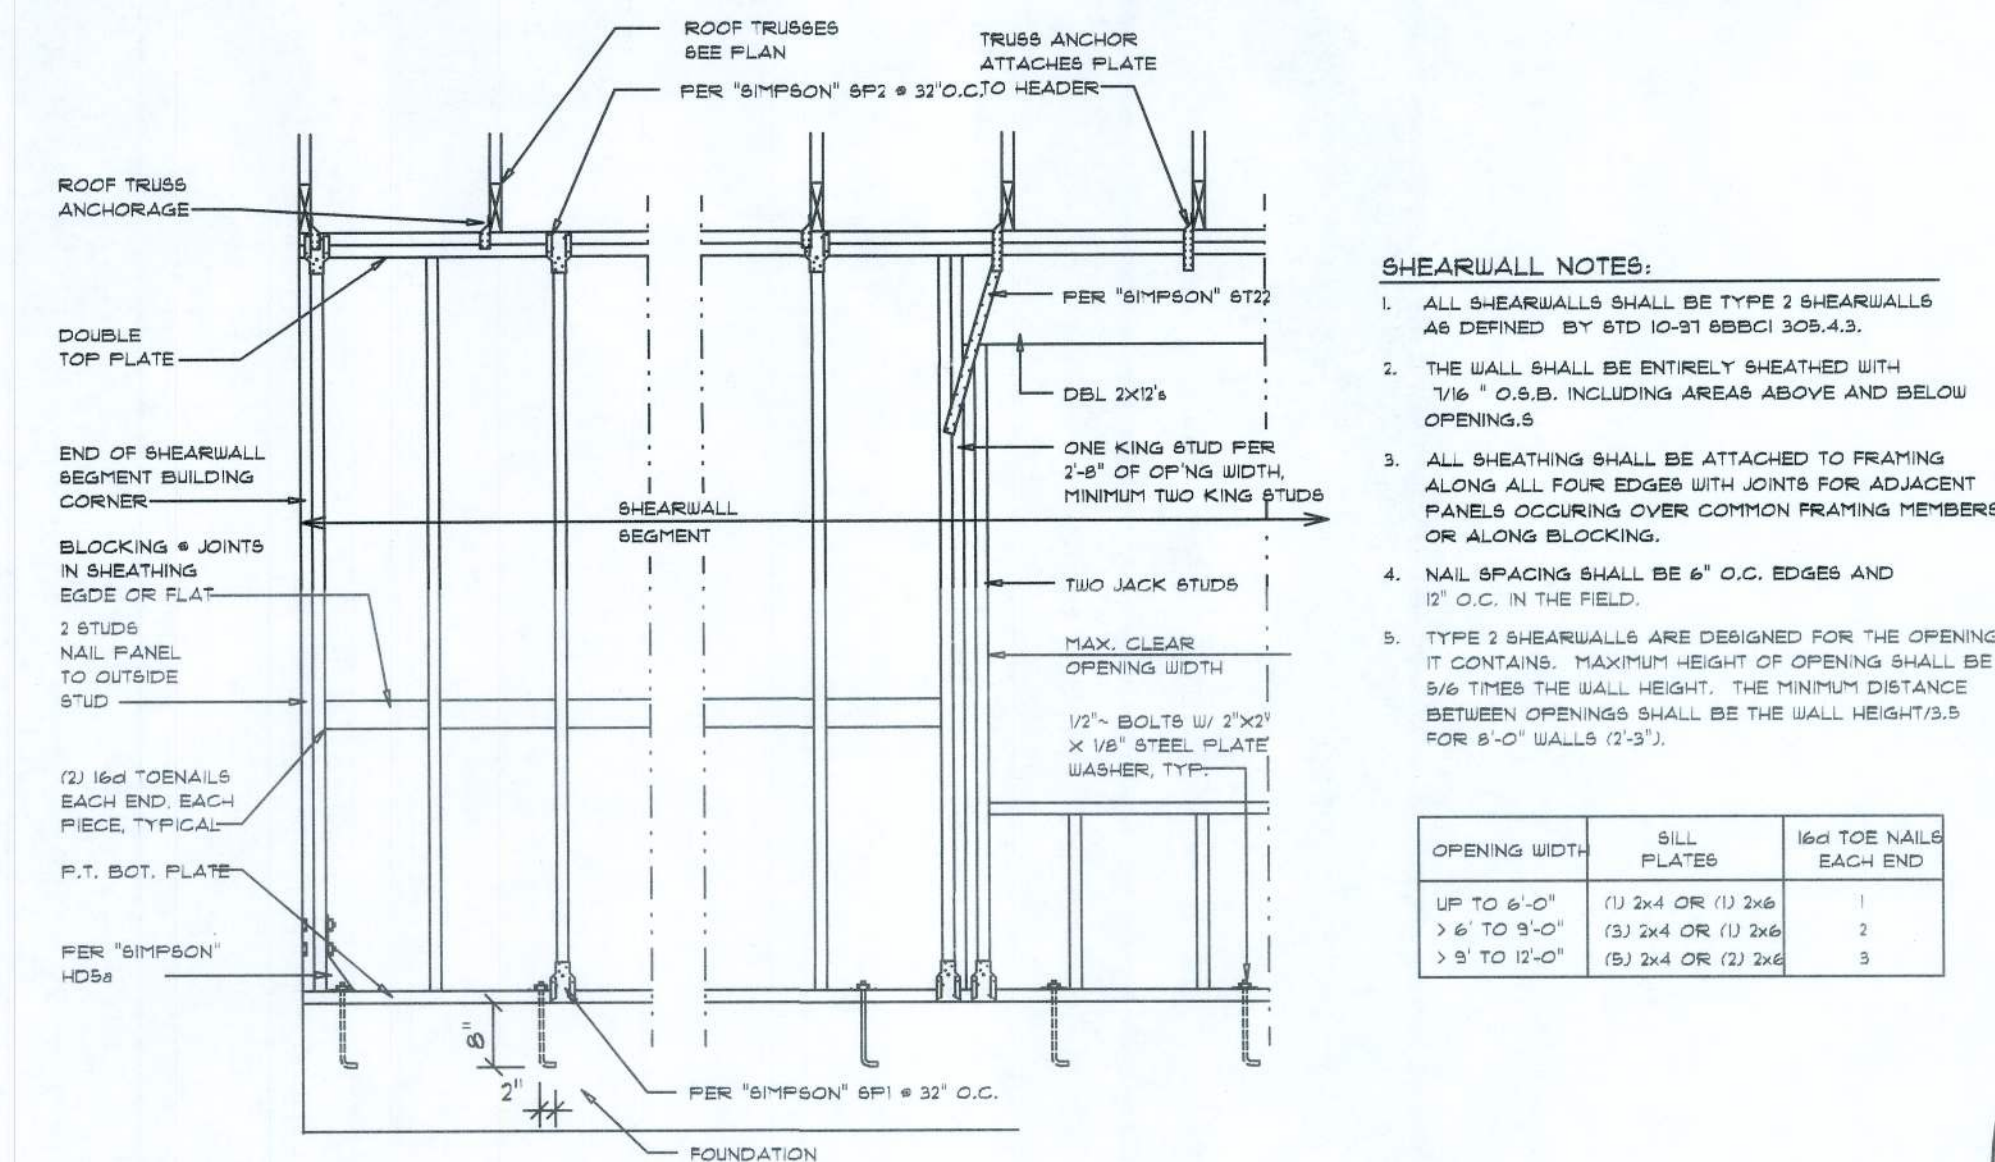 ROOF TRUSSES
SEE PLAN
PER "SIMPSON" SP2 @ 32"O.C.
TRUSS ANCHOR
ATTACHES PLATE
TO HEADER
ROOF TRUSS
ANCHORAGE
DOUBLE
TOP PLATE
END OF SHEARWALL
SEGMENT BUILDING
CORNER
BLOCKING @ JOINTS
IN SHEATHING
EGDE OR FLAT
2 STUDS
NAIL PANEL
TO OUTSIDE
STUD
(2) 16d TOENAILS
EACH END, EACH
PIECE, TYPICAL
P.T. BOT. PLATE
PER "SIMPSON"
HD5a
SHEARWALL
SEGMENT
PER "SIMPSON" ST22
DBL 2X12's
ONE KING STUD PER
2'-8" OF OP'NG WIDTH,
MINIMUM TWO KING STUDS
TWO JACK STUDS
MAX. CLEAR
OPENING WIDTH
1/2"~ BOLTS W/ 2"X2"
X 1/8" STEEL PLATE
WASHER, TYP.
8"
2"
PER "SIMPSON" SP1 @ 32" O.C.
FOUNDATION
SHEARWALL NOTES:
1. ALL SHEARWALLS SHALL BE TYPE 2 SHEARWALLS
AS DEFINED BY STD 10-97 SBBCI 305.4.3.
2. THE WALL SHALL BE ENTIRELY SHEATHED WITH
7/16 " O.S.B. INCLUDING AREAS ABOVE AND BELOW
OPENING.S
3. ALL SHEATHING SHALL BE ATTACHED TO FRAMING
ALONG ALL FOUR EDGES WITH JOINTS FOR ADJACENT
PANELS OCCURING OVER COMMON FRAMING MEMBERS
OR ALONG BLOCKING.
4. NAIL SPACING SHALL BE 6" O.C. EDGES AND
12" O.C. IN THE FIELD.
5. TYPE 2 SHEARWALLS ARE DESIGNED FOR THE OPENING
IT CONTAINS. MAXIMUM HEIGHT OF OPENING SHALL BE
5/6 TIMES THE WALL HEIGHT. THE MINIMUM DISTANCE
BETWEEN OPENINGS SHALL BE THE WALL HEIGHT/3.5
FOR 8'-0" WALLS (2'-3").
OPENING WIDTH SILL PLATES 16d TOE NAILS EACH END
UP TO 6'-0" (1) 2x4 OR (1) 2x6 1
> 6' TO 9'-0" (3) 2x4 OR (1) 2x6 2
> 9' TO 12'-0" (5) 2x4 OR (2) 2x6 3